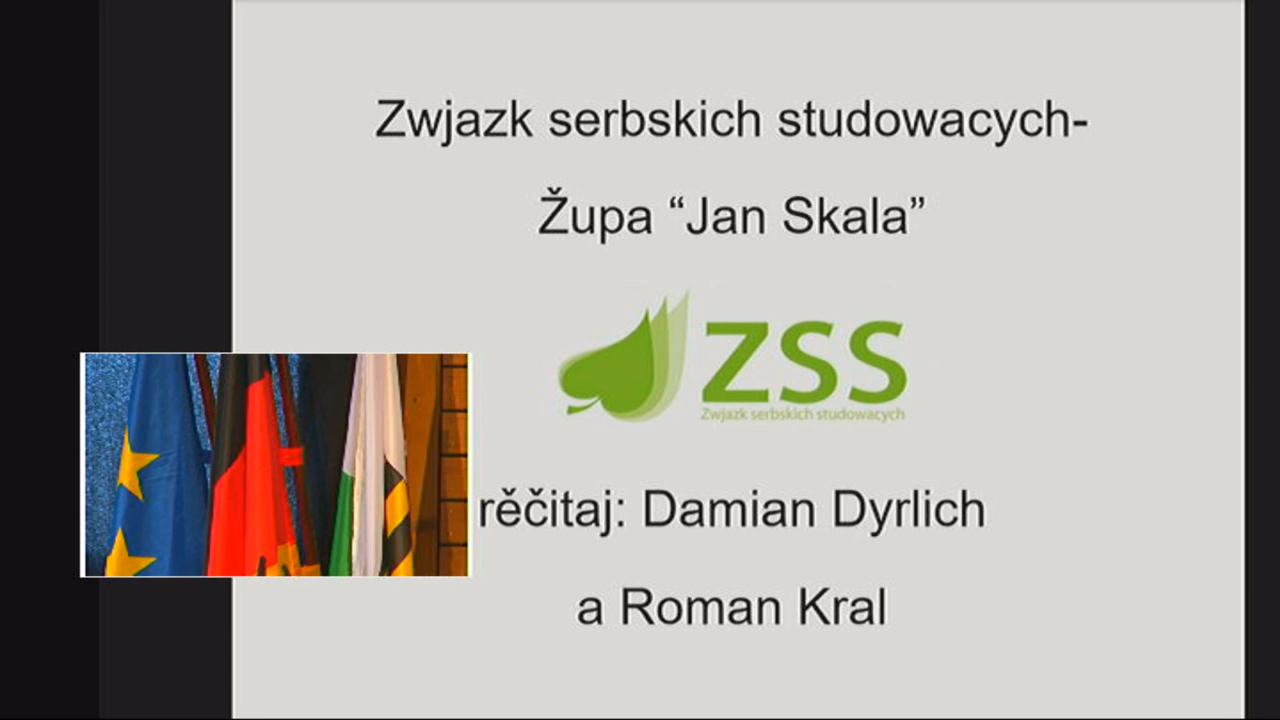 Zwjazk serbskich studowacych-
Župa “Jan Skala”
ZSS
Zwjazk serbskich studowacych
rěčitaj: Damian Dyrlich
a Roman Kral